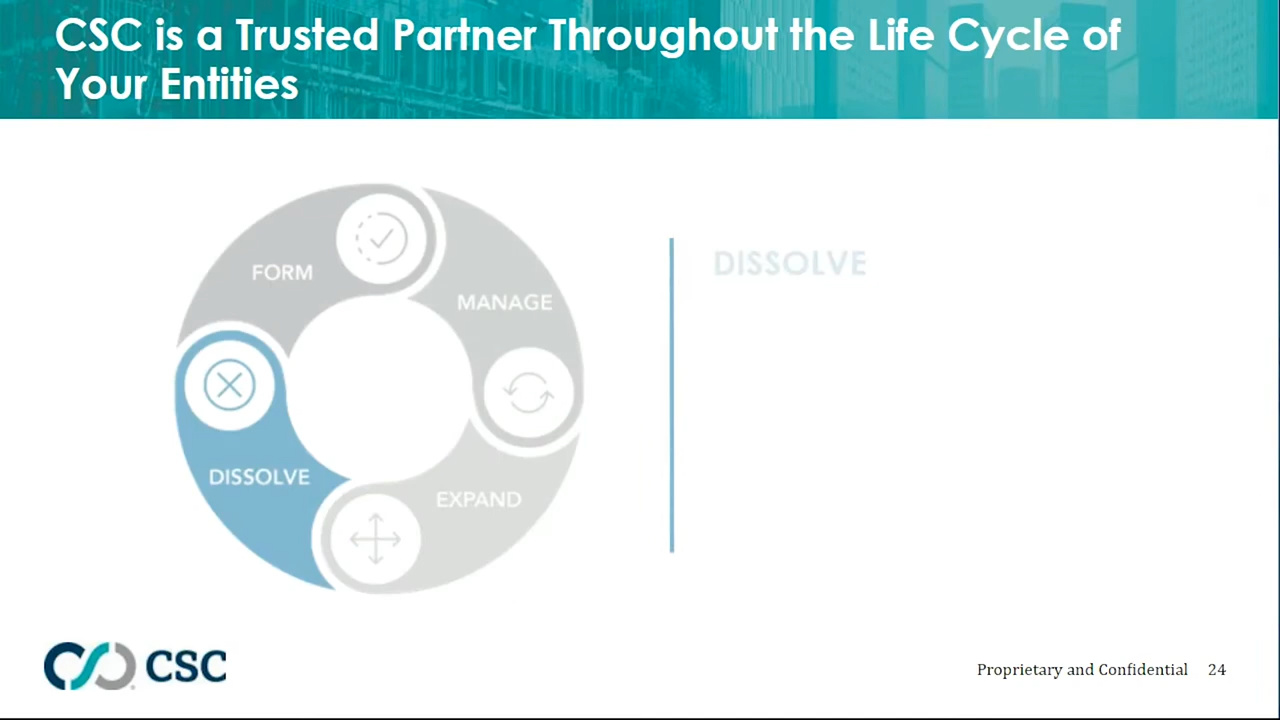 CSC is a Trusted Partner Throughout the Life Cycle of
Your Entities
FORM
MANAGE
DISSOLVE
EXPAND
DISSOLVE
CSC
Proprietary and Confidential 24